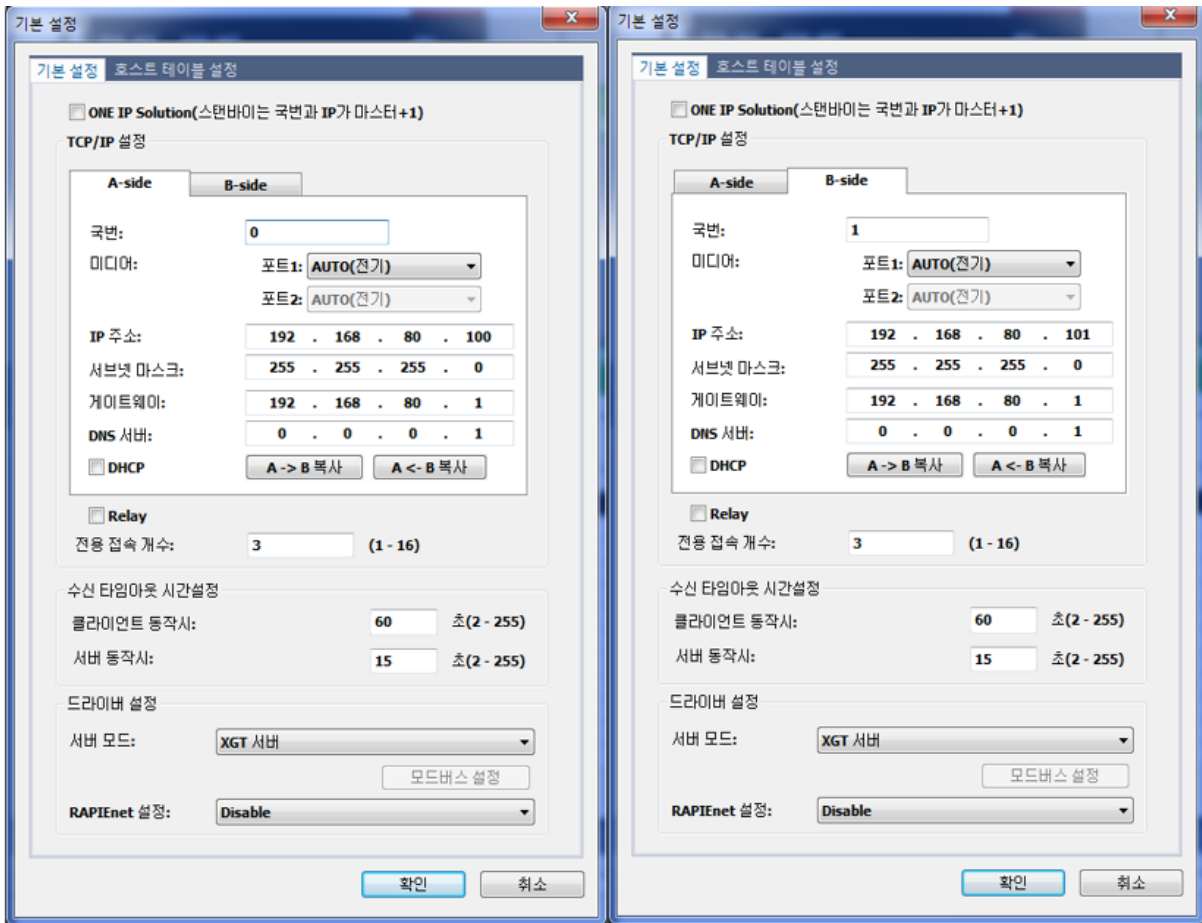 기본 설정
기본 설정 호스트 테이블 설정
ONE IP Solution(스탠바이는 국번과 IP가 마스터+1)
TCP/IP 설정
A-side B-side
국번: 0
미디어: 포트1: AUTO(전기)
포트2: AUTO(전기)
IP 주소: 192 . 168 . 80 . 100
서브넷 마스크: 255 . 255 . 255 . 0
게이트웨이: 192 . 168 . 80 . 1
DNS 서버: 0 . 0 . 0 . 1
DHCP A -> B 복사 A <- B 복사
Relay
전용 접속 개수: 3 (1 - 16)
수신 타임아웃 시간설정
클라이언트 동작시: 60 초(2 - 255)
서버 동작시: 15 초(2 - 255)
드라이버 설정
서버 모드: XGT 서버
모드버스 설정
RAPIEnet 설정: Disable
확인 취소
기본 설정
기본 설정 호스트 테이블 설정
ONE IP Solution(스탠바이는 국번과 IP가 마스터+1)
TCP/IP 설정
A-side B-side
국번: 1
미디어: 포트1: AUTO(전기)
포트2: AUTO(전기)
IP 주소: 192 . 168 . 80 . 101
서브넷 마스크: 255 . 255 . 255 . 0
게이트웨이: 192 . 168 . 80 . 1
DNS 서버: 0 . 0 . 0 . 1
DHCP A -> B 복사 A <- B 복사
Relay
전용 접속 개수: 3 (1 - 16)
수신 타임아웃 시간설정
클라이언트 동작시: 60 초(2 - 255)
서버 동작시: 15 초(2 - 255)
드라이버 설정
서버 모드: XGT 서버
모드버스 설정
RAPIEnet 설정: Disable
확인 취소